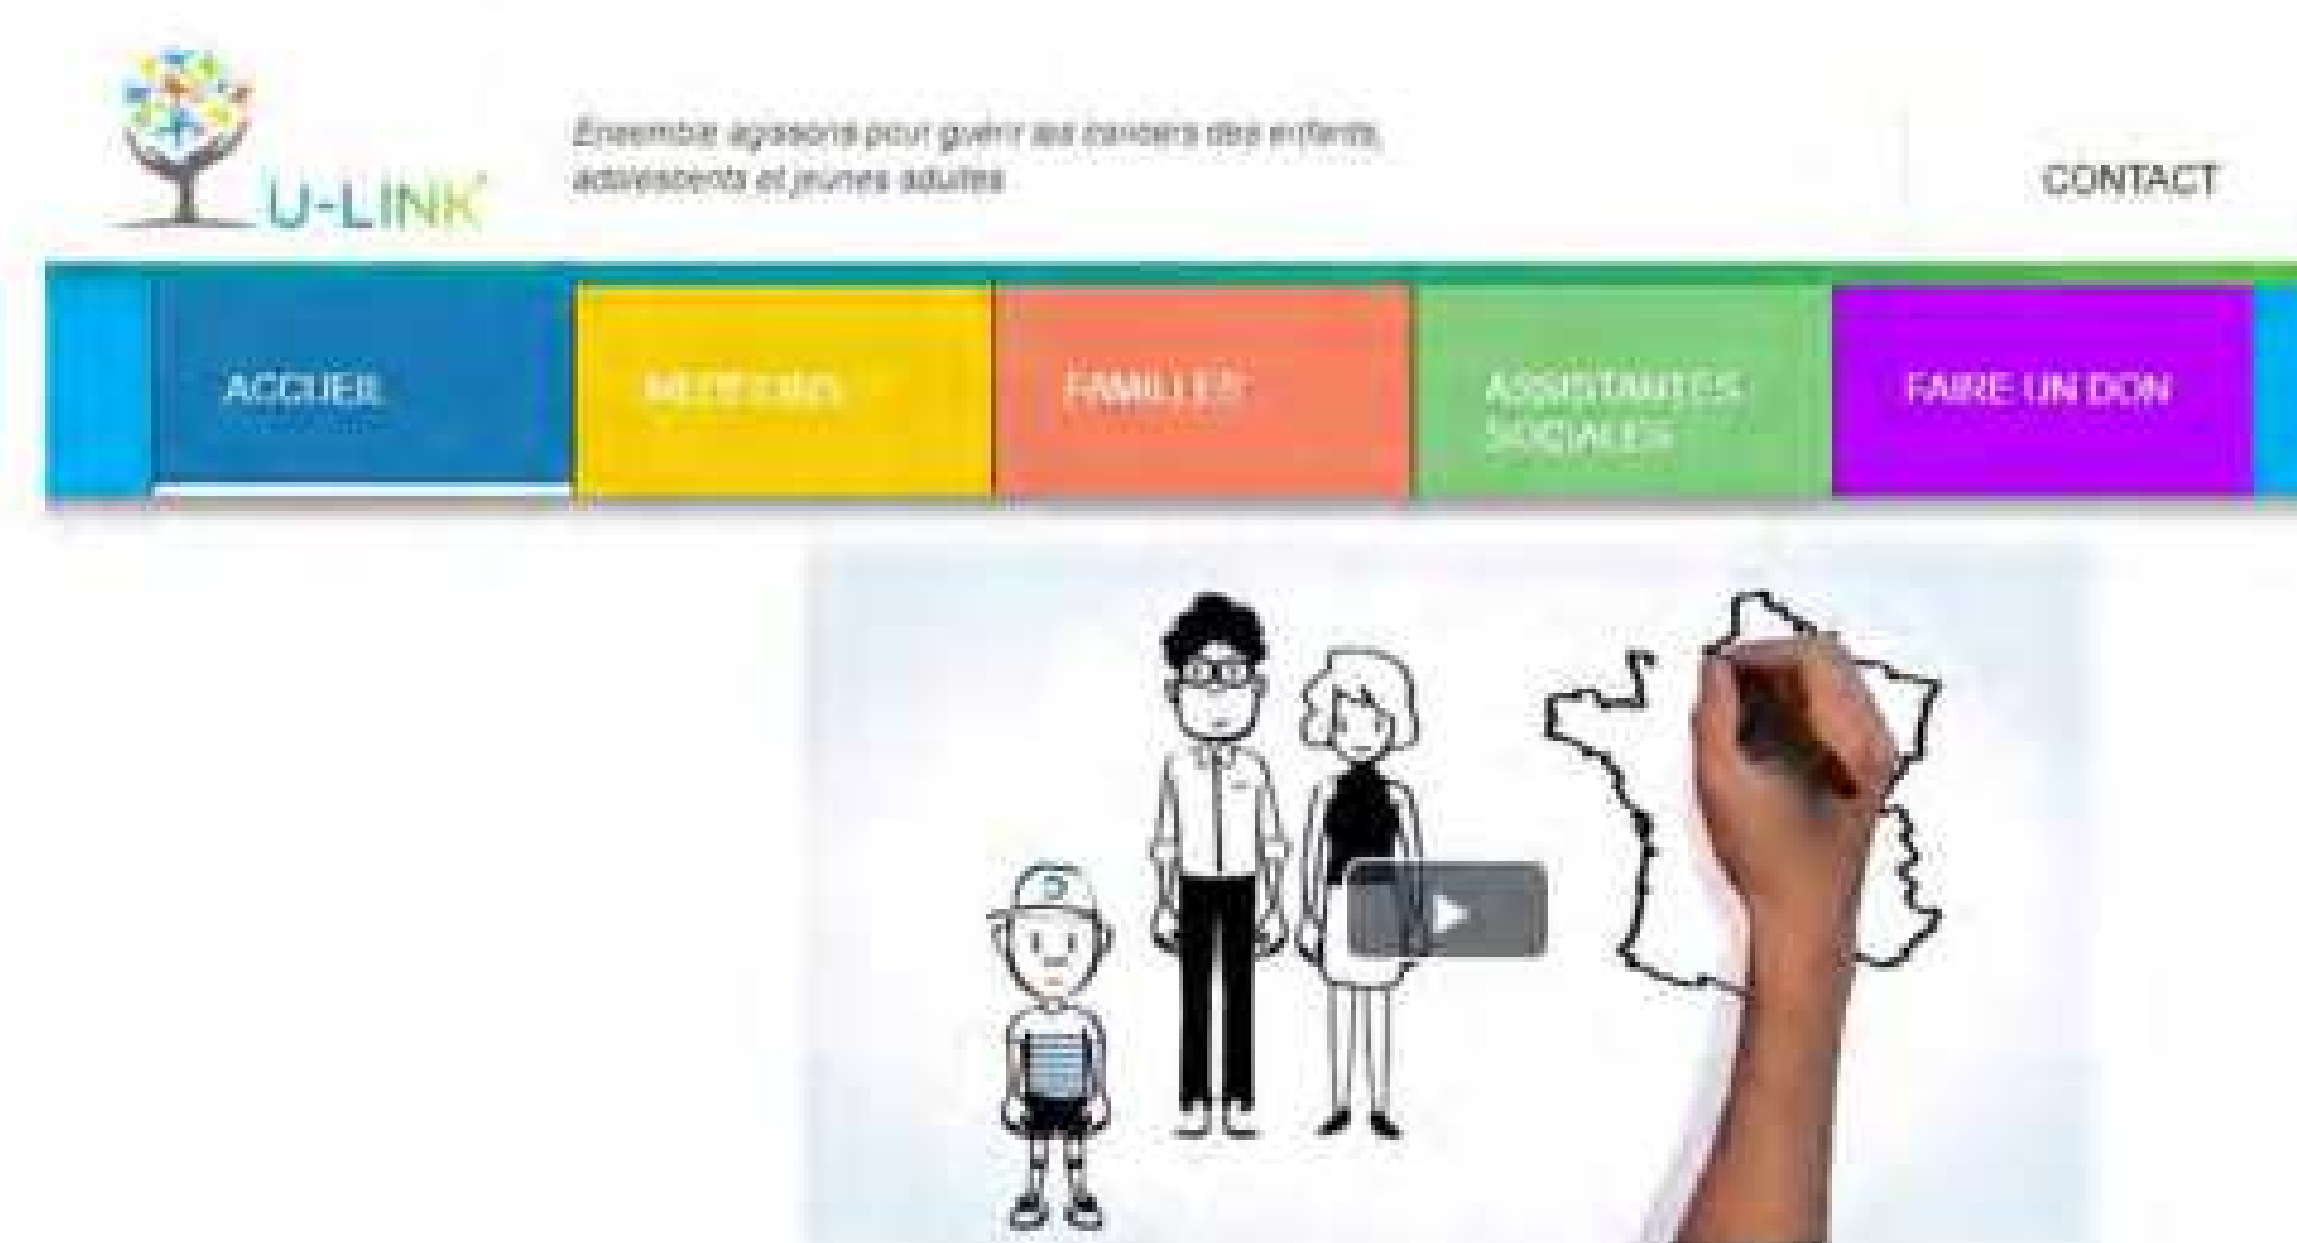 U-LINK
Ensemble agissons pour guérir les cancers des enfants,
adolescents et jeunes adultes
CONTACT
ACCUEIL
MEDECINS
FAMILLES
ASSISTANTES
SOCIALES
FAIRE UN DON